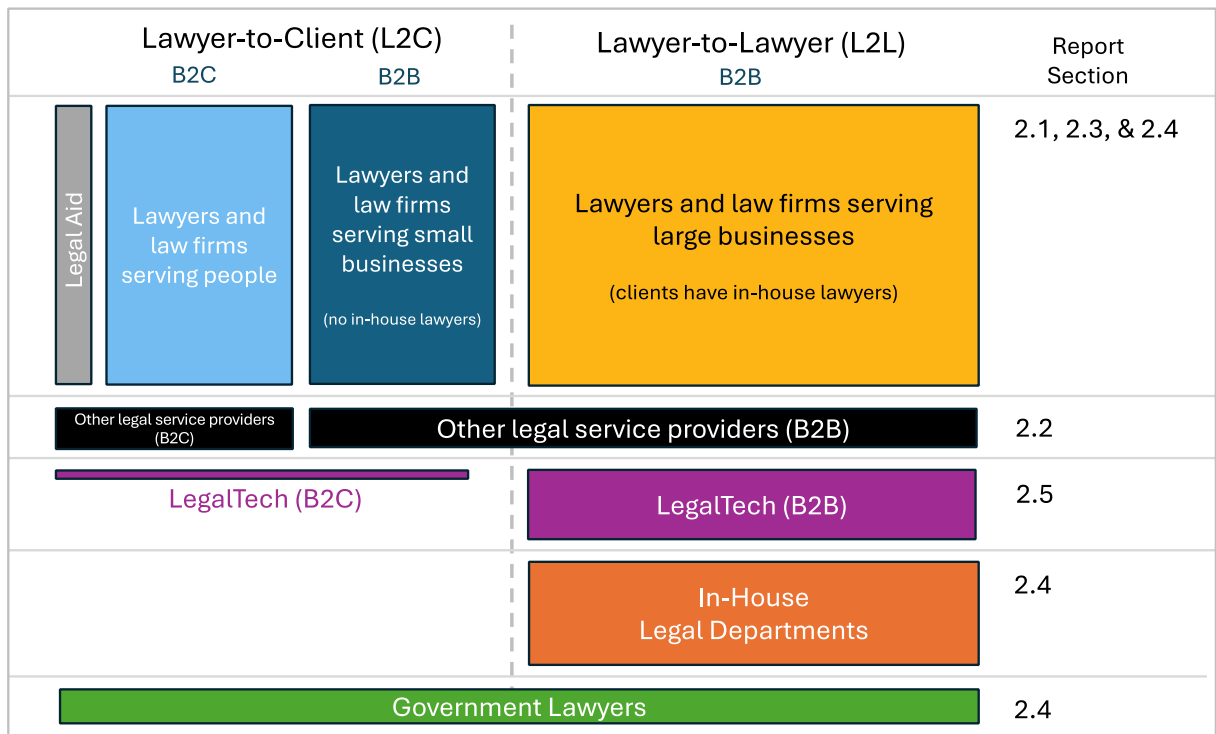 Lawyer-to-Client (L2C)
Lawyer-to-Lawyer (L2L)
Report
Section
B2C
B2B
B2B
Legal Aid
Lawyers and
law firms
serving people
Lawyers and
law firms
serving small
businesses
(no in-house lawyers)
Lawyers and law firms serving
large businesses
(clients have in-house lawyers)
2.1, 2.3, & 2.4
Other legal service providers
(B2C)
Other legal service providers (B2B)
2.2
LegalTech (B2C)
LegalTech (B2B)
2.5
In-House
Legal Departments
2.4
Government Lawyers
2.4